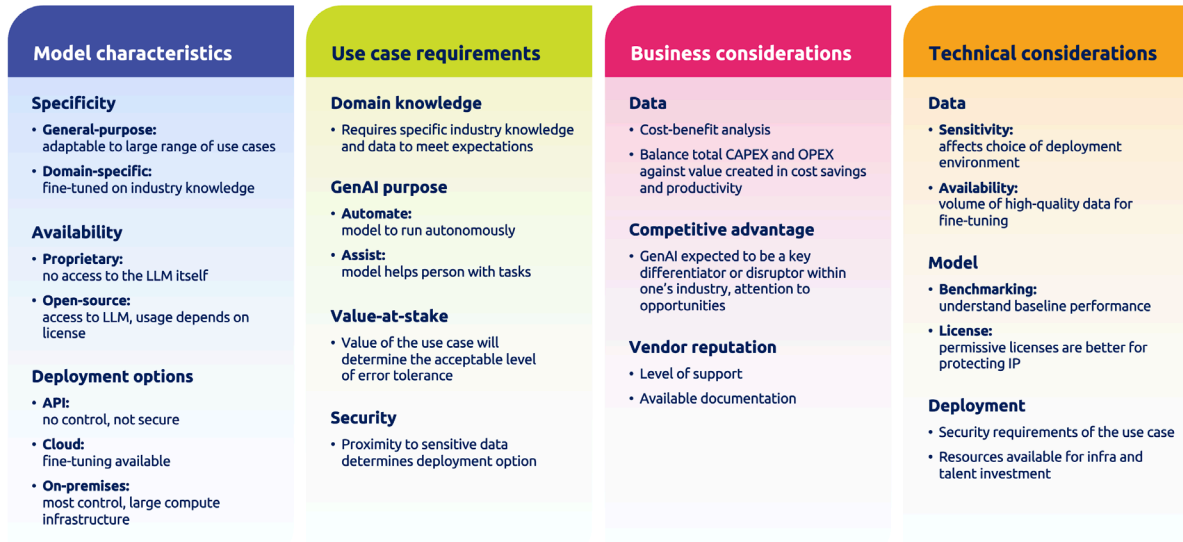 Model characteristics
Specificity
• General-purpose:
adaptable to large range of use cases
• Domain-specific:
fine-tuned on industry knowledge
Availability
• Proprietary:
no access to the LLM itself
• Open-source:
access to LLM, usage depends on
license
Deployment options
• API:
no control, not secure
• Cloud:
fine-tuning available
• On-premises:
most control, large compute
infrastructure
Use case requirements
Domain knowledge
• Requires specific industry knowledge
and data to meet expectations
GenAI purpose
• Automate:
model to run autonomously
• Assist:
model helps person with tasks
Value-at-stake
• Value of the use case will
determine the acceptable level
of error tolerance
Security
• Proximity to sensitive data
determines deployment option
Business considerations
Data
• Cost-benefit analysis
• Balance total CAPEX and OPEX
against value created in cost savings
and productivity
Competitive advantage
• GenAI expected to be a key
differentiator or disruptor within
one's industry, attention to
opportunities
Vendor reputation
• Level of support
• Available documentation
Technical considerations
Data
• Sensitivity:
affects choice of deployment
environment
• Availability:
volume of high-quality data for
fine-tuning
Model
• Benchmarking:
understand baseline performance
• License:
permissive licenses are better for
protecting IP
Deployment
• Security requirements of the use case
• Resources available for infra and
talent investment